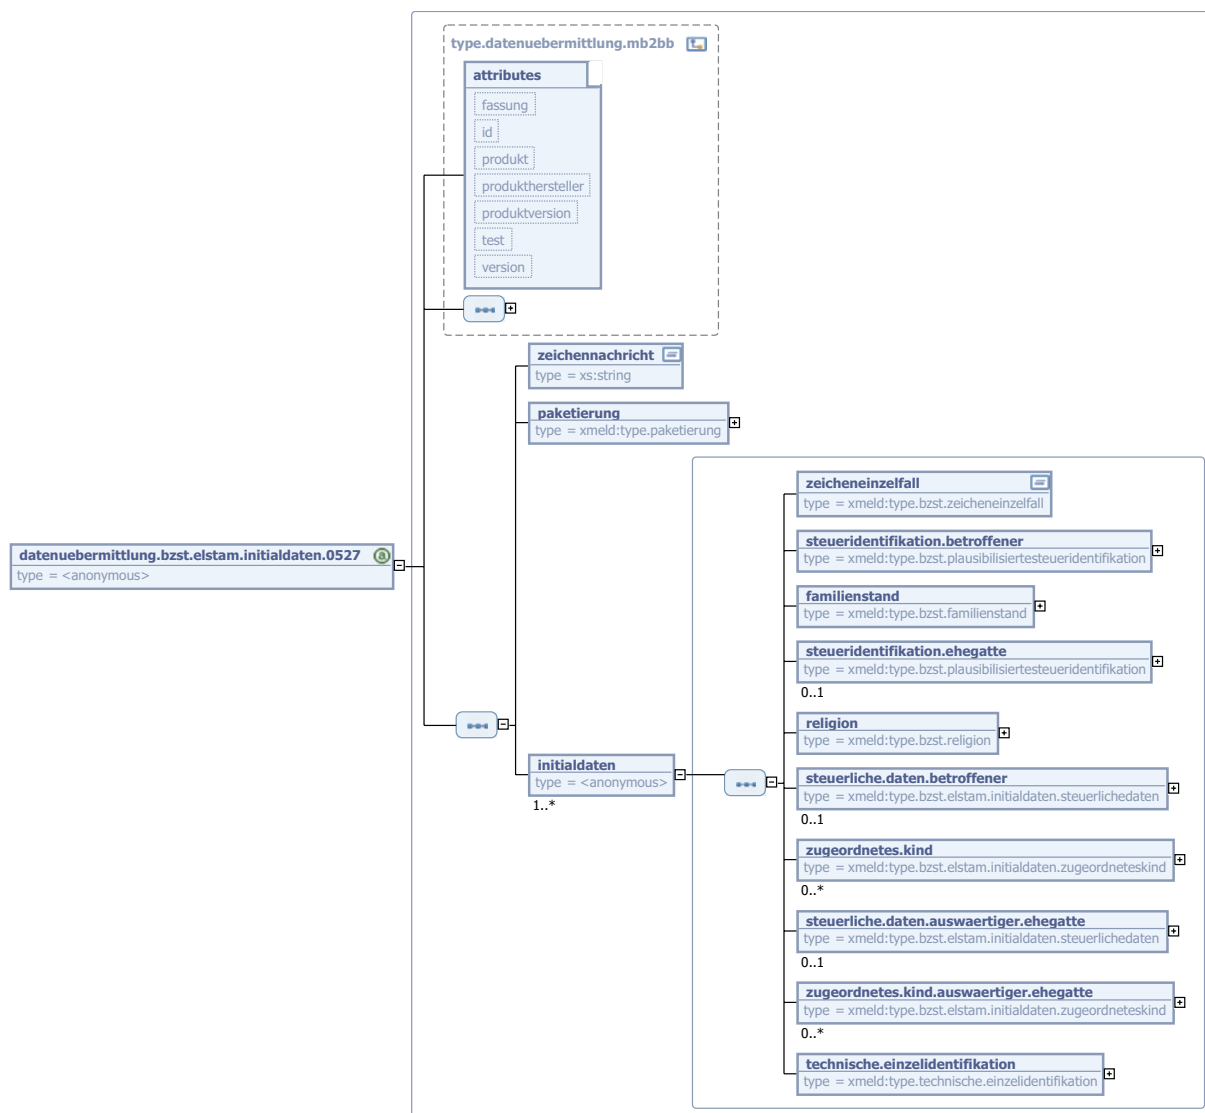 type.datenuebermittlung.mb2bb
attributes
fassung
id
produkt
produkthersteller
produktversion
test
version
zeichennachricht
type = xs:string
paketierung
type = xmeld:type.paketierung
datenuebermittlung.bzst.elstam.initialdaten.0527
type = <anonymous>
initialdaten
type = <anonymous>
1..*
zeicheneinzelfall
type = xmeld:type.bzst.zeicheneinzelfall
steueridentifikation.betroffener
type = xmeld:type.bzst.plausibilisiertesteueridentifikation
familienstand
type = xmeld:type.bzst.familienstand
steueridentifikation.ehegatte
type = xmeld:type.bzst.plausibilisiertesteueridentifikation
0..1
religion
type = xmeld:type.bzst.religion
steuerliche.daten.betroffener
type = xmeld:type.bzst.elstam.initialdaten.steuerlichedaten
0..1
zugeordnetes.kind
type = xmeld:type.bzst.elstam.initialdaten.zugeordneteskind
0..*
steuerliche.daten.auswaertiger.ehegatte
type = xmeld:type.bzst.elstam.initialdaten.steuerlichedaten
0..1
zugeordnetes.kind.auswaertiger.ehegatte
type = xmeld:type.bzst.elstam.initialdaten.zugeordneteskind
0..*
technische.einzelidentifikation
type = xmeld:type.technische.einzelidentifikation